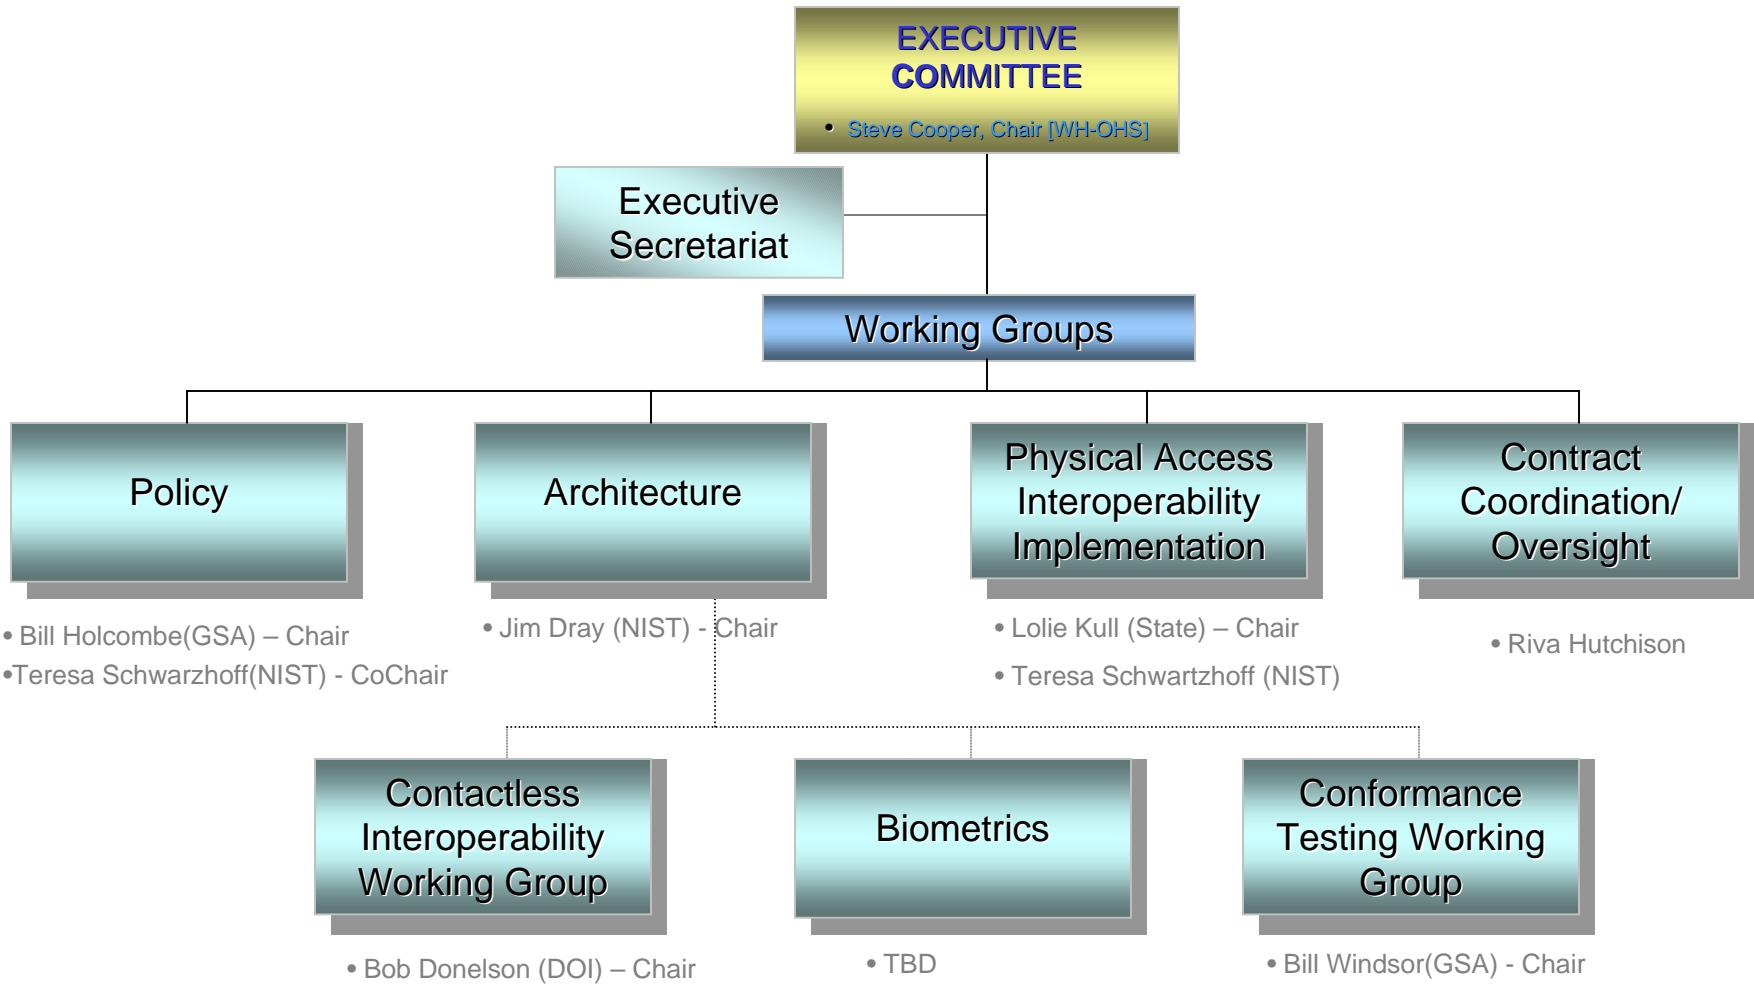 EXECUTIVE
COMMITTEE
• Steve Cooper, Chair [WH-OHS]
Executive
Secretariat
Working Groups
Policy
Architecture
Physical Access
Interoperability
Implementation
Contract
Coordination/
Oversight
• Bill Holcombe(GSA) – Chair
•Teresa Schwarzhoff(NIST) - CoChair
• Jim Dray (NIST) - Chair
• Lolie Kull (State) – Chair
• Teresa Schwartzhoff (NIST)
• Riva Hutchison
Contactless
Interoperability
Working Group
Biometrics
Conformance
Testing Working
Group
• Bob Donelson (DOI) – Chair
• TBD
• Bill Windsor(GSA) - Chair